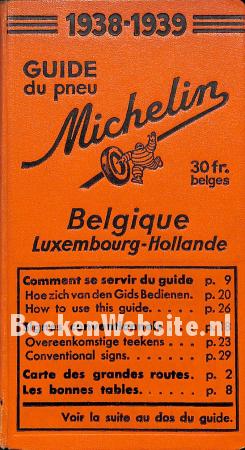 1938-1939
GUIDE
du pneu
Michelin
30 fr.
belges
Belgique
Luxembourg-Hollande
Comment se servir du guide p. 9
Hoe zich van den Gids Bedienen. p. 20
How to use this guide. . . . p. 26
BoekenWebsite.nl
Overeenkomstige teekens . . p. 23
Conventional signs. . . . . p. 29
Carte des grandes routes. p. 2
Les bonnes tables. . . . . p. 8
Voir la suite au dos du guide.